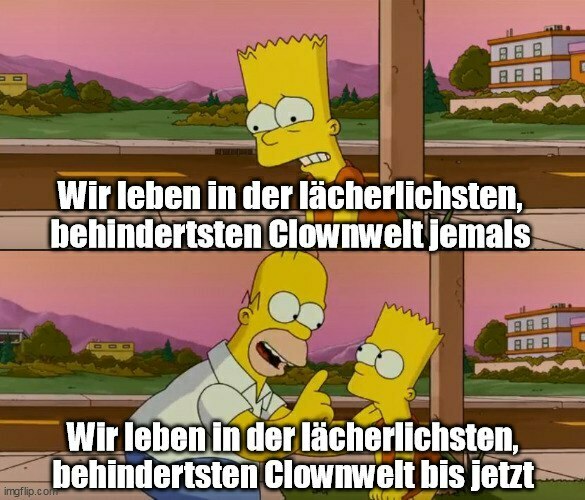 Wir leben in der lächerlichsten,
behindertsten Clownwelt jemals
Wir leben in der lächerlichsten,
behindertsten Clownwelt bis jetzt
imgflip.com